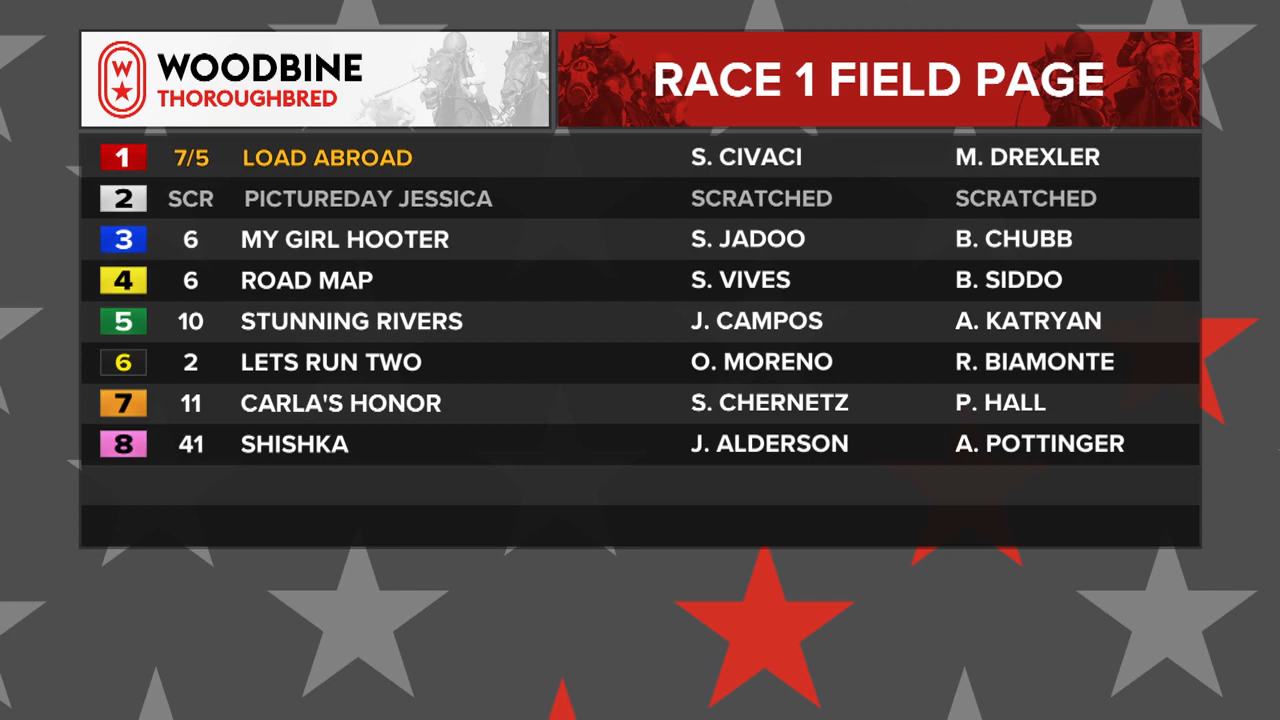 W
WOODBINE
THOROUGHBRED
RACE 1 FIELD PAGE
1 7/5 LOAD ABROAD S. CIVACI M. DREXLER
2 SCR PICTUREDAY JESSICA SCRATCHED SCRATCHED
3 6 MY GIRL HOOTER S. JADOO B. CHUBB
4 6 ROAD MAP S. VIVES B. SIDDO
5 10 STUNNING RIVERS J. CAMPOS A. KATRYAN
6 2 LETS RUN TWO O. MORENO R. BIAMONTE
7 11 CARLA'S HONOR S. CHERNETZ P. HALL
8 41 SHISHKA J. ALDERSON A. POTTINGER